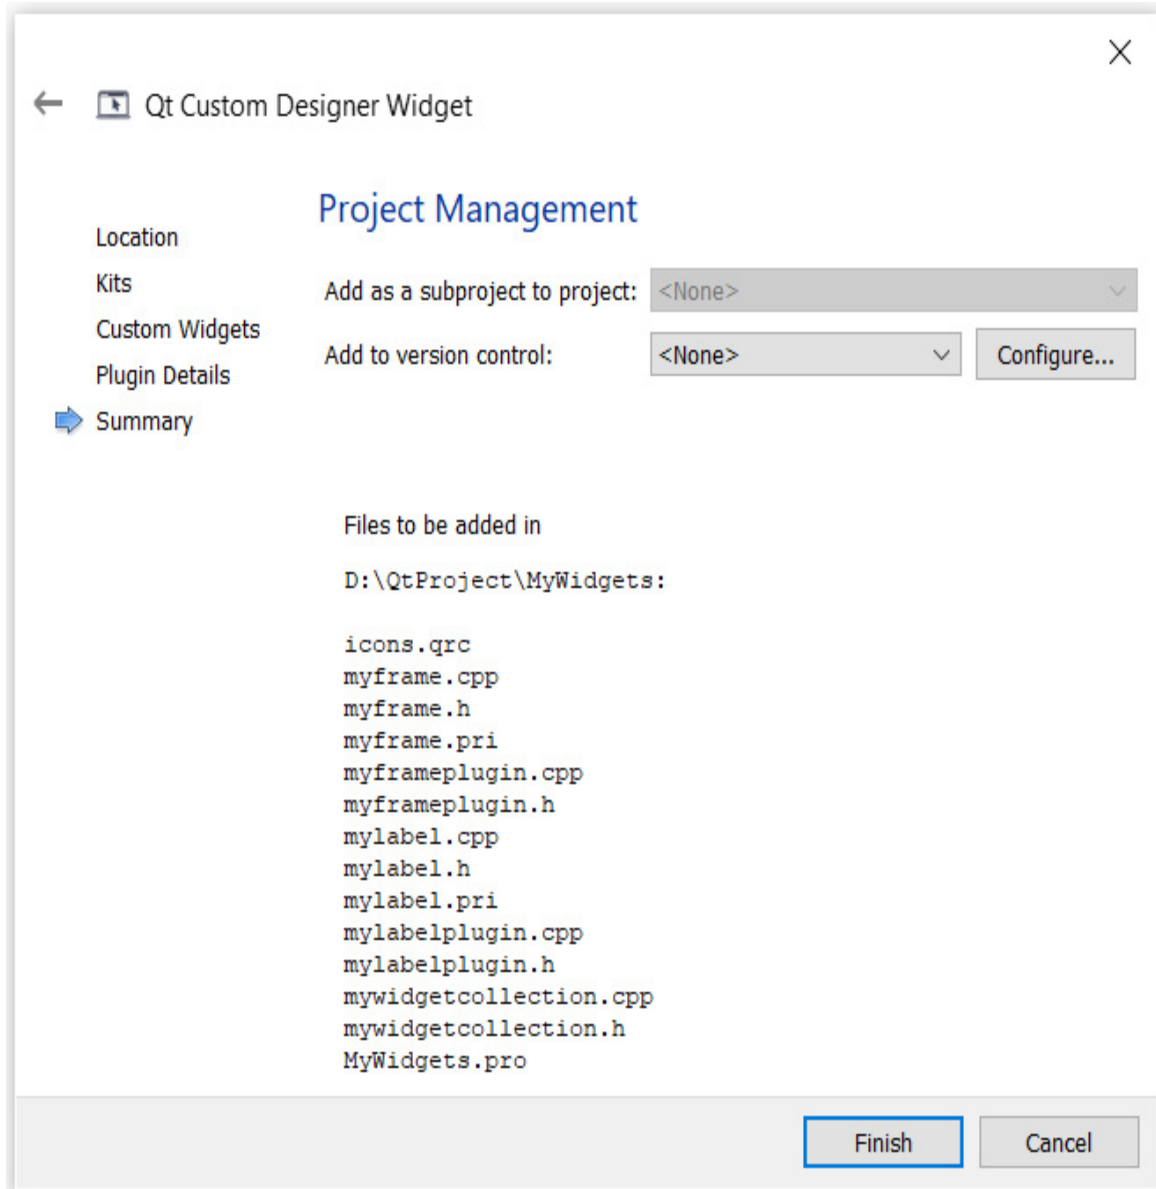 Qt Custom Designer Widget
Location
Kits
Custom Widgets
Plugin Details
Summary
Project Management
Add as a subproject to project: <None>
Add to version control: <None> Configure...
Files to be added in
D:\QtProject\MyWidgets:
icons.qrc
myframe.cpp
myframe.h
myframe.pri
myframeplugin.cpp
myframeplugin.h
mylabel.cpp
mylabel.h
mylabel.pri
mylabelplugin.cpp
mylabelplugin.h
mywidgetcollection.cpp
mywidgetcollection.h
MyWidgets.pro
Finish Cancel